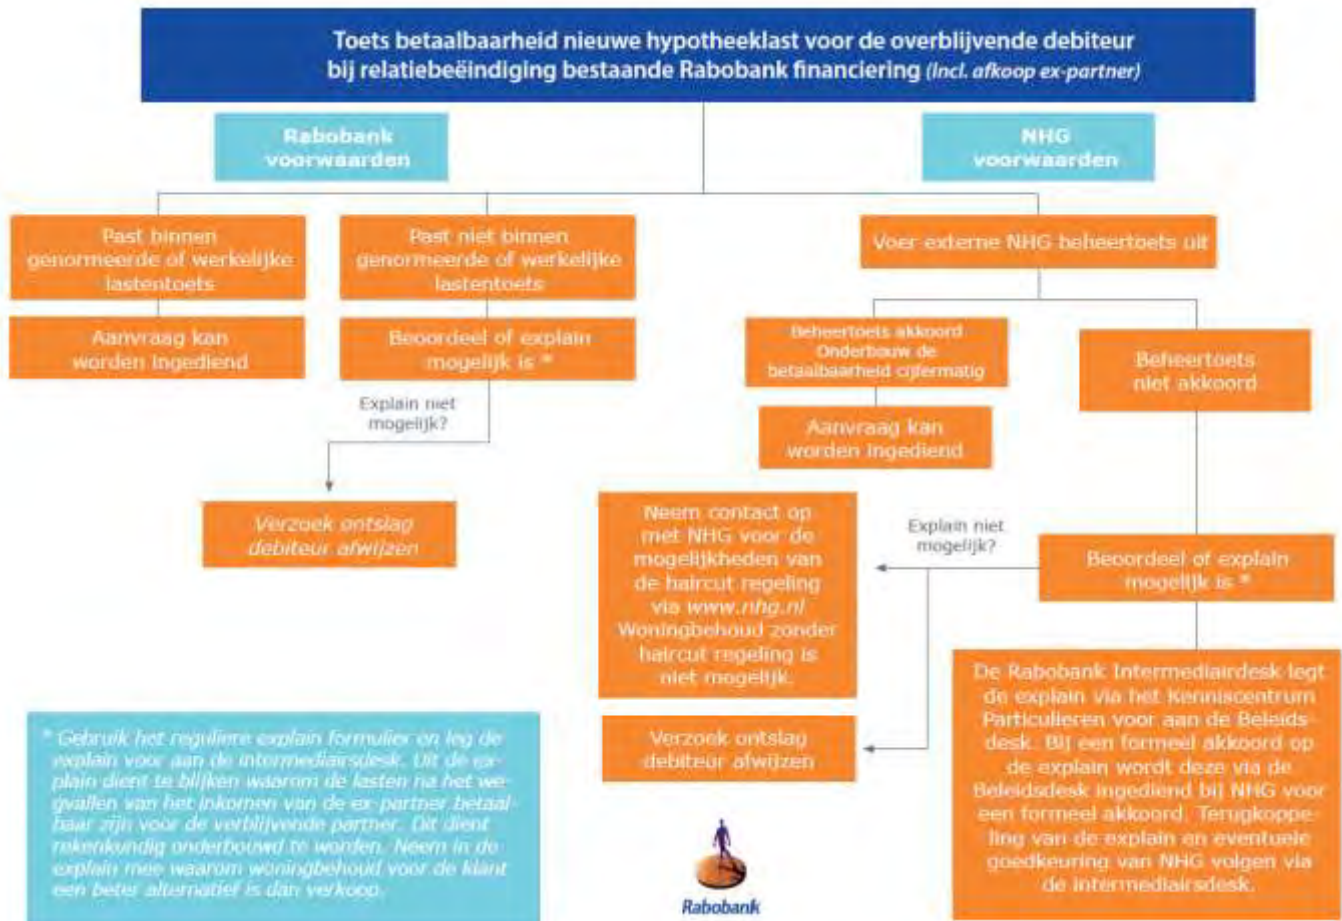 Toets betaalbaarheid nieuwe hypotheeklast voor de overblijvende debiteur
bij relatiebeëindiging bestaande Rabobank financiering (incl. afkoop ex-partner)
Rabobank
voorwaarden
NHG
voorwaarden
Past binnen
genormeerde of werkelijke
lastentoets
Past niet binnen
genormeerde of werkelijke
lastentoets
Voer externe NHG beheertoets uit
Aanvraag kan
worden ingediend
Beoordeel of explain
mogelijk is *
Beheertoets akkoord
Onderbouw de
betaalbaarheid cijfermatig
Beheertoets
niet akkoord
Explain niet
mogelijk?
Aanvraag kan
worden ingediend
Verzoek ontslag
debiteur afwijzen
Neem contact op
met NHG voor de
mogelijkheden van
de haircut regeling
via www.nhg.nl
Woningbehoud zonder
haircut regeling is
niet mogelijk.
Explain niet
mogelijk?
Beoordeel of explain
mogelijk is *
Verzoek ontslag
debiteur afwijzen
De Rabobank Intermediairdesk legt
de explain via het Kenniscentrum
Particulieren voor aan de Beleids-
desk. Bij een formeel akkoord op
de explain wordt deze via de
Beleidsdesk ingediend bij NHG voor
een formeel akkoord. Terugkoppe-
ling van de explain en eventuele
goedkeuring van NHG volgen via
de intermediairsdesk.
* Gebruik het reguliere explain formulier en leg de
explain voor aan de intermediairsdesk. Uit de ex-
plain dient te blijken waarom de lasten na het we-
gvallen van het inkomen van de ex-partner betaal-
baar zijn voor de verblijvende partner. Dit dient
rekenkundig onderbouwd te worden. Neem in de
explain mee waarom woningbehoud voor de klant
een beter alternatief is dan verkoop.
Rabobank